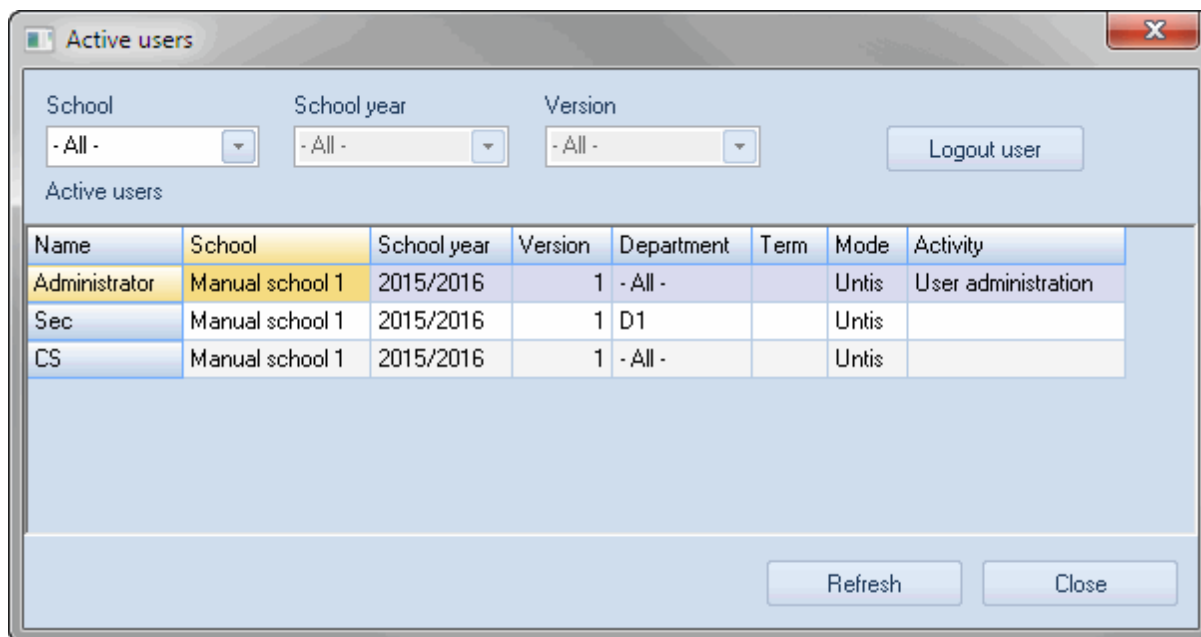 Active users
School School year Version
- All - - All - - All - Logout user
Active users
Name School School year Version Department Term Mode Activity
Administrator Manual school 1 2015/2016 1 - All - Untis User administration
Sec Manual school 1 2015/2016 1 D1 Untis
CS Manual school 1 2015/2016 1 - All - Untis
Refresh Close